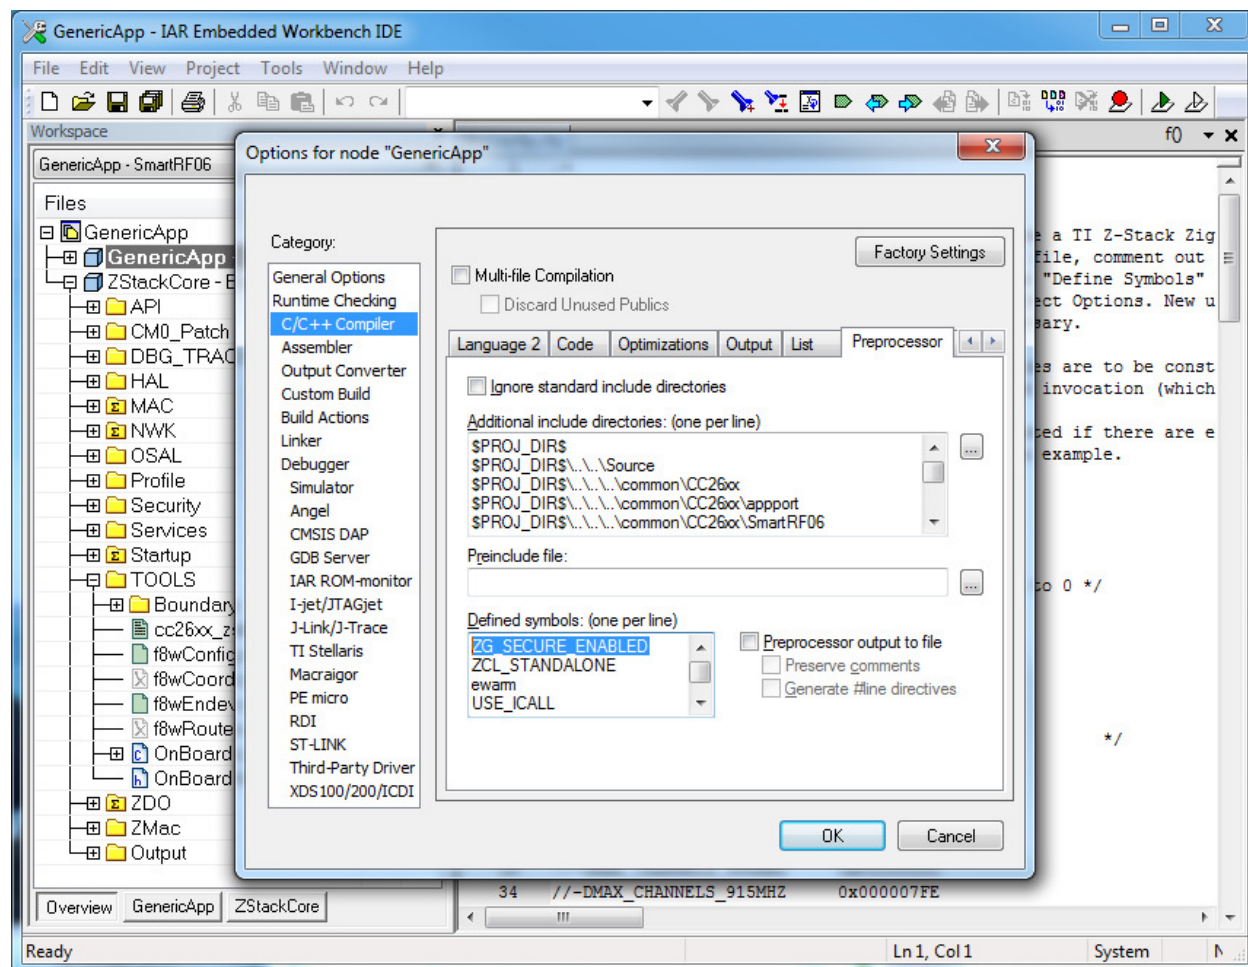 GenericApp - IAR Embedded Workbench IDE
File Edit View Project Tools Window Help
Workspace
f()
GenericApp - SmartRF06
Files
GenericApp
GenericApp
ZStackCore - E
API
CM0_Patch
DBG_TRAC
HAL
MAC
NWK
OSAL
Profile
Security
Services
Startup
TOOLS
Boundary
cc26xx_z
f8wConfig
f8wCoord
f8wEndev
f8wRoute
OnBoard
OnBoard
ZDO
ZMac
Output
Overview GenericApp ZStackCore
Options for node "GenericApp"
Category:
General Options
Runtime Checking
C/C++ Compiler
Assembler
Output Converter
Custom Build
Build Actions
Linker
Debugger
Simulator
Angel
CMSIS DAP
GDB Server
IAR ROM-monitor
I-jet/JTAGjet
J-Link/J-Trace
TI Stellaris
Macraigor
PE micro
RDI
ST-LINK
Third-Party Driver
XDS100/200/ICDI
Factory Settings
Multi-file Compilation
Discard Unused Publics
Language 2 Code Optimizations Output List Preprocessor
Ignore standard include directories
Additional include directories: (one per line)
$PROJ_DIR$
$PROJ_DIR$\..\..\Source
$PROJ_DIR$\..\..\..\common\CC26xx
$PROJ_DIR$\..\..\..\common\CC26xx\appport
$PROJ_DIR$\..\..\..\common\CC26xx\SmartRF06
...
Preinclude file:
...
Defined symbols: (one per line)
ZG_SECURE_ENABLED
ZCL_STANDALONE
ewarm
USE_ICALL
Preprocessor output to file
Preserve comments
Generate #line directives
OK Cancel
e a TI Z-Stack Zig
file, comment out
"Define Symbols"
ect Options. New u
sary.
es are to be const
invocation (which
ted if there are e
example.
to 0 */
*/
34 //-DMAX_CHANNELS_915MHZ 0x000007FE
Ready
Ln 1, Col 1
System